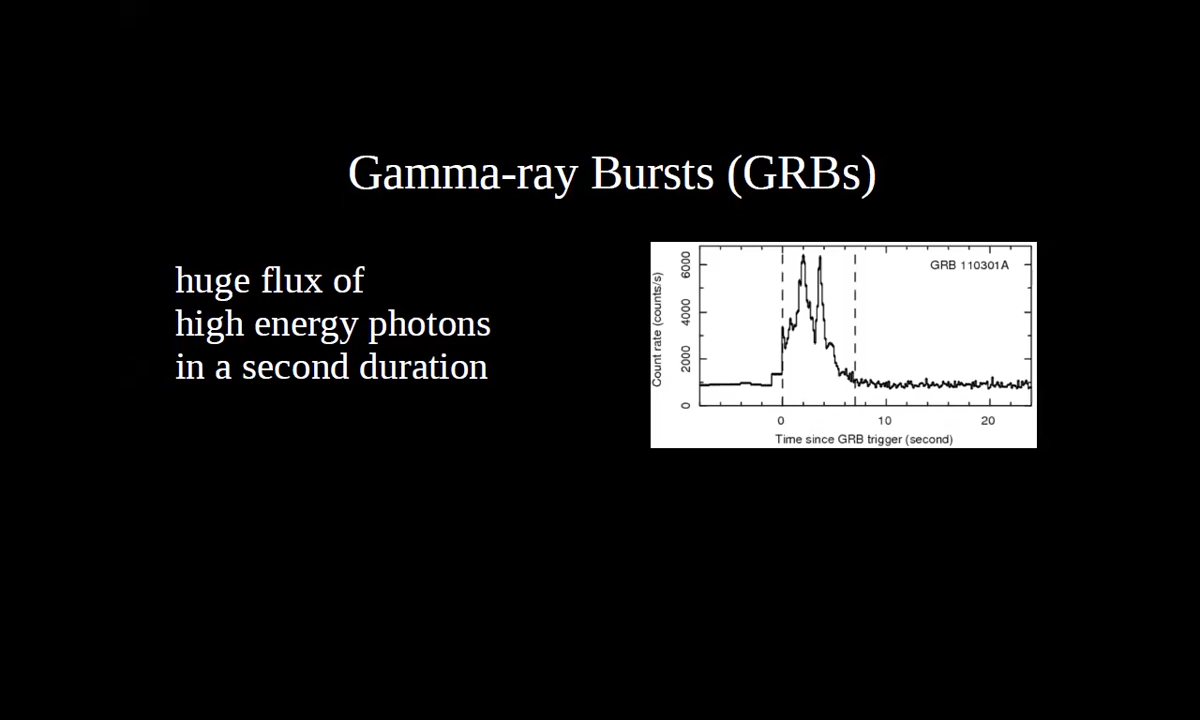 Gamma-ray Bursts (GRBs)
huge flux of
high energy photons
in a second duration
GRB 110301A
Count rate (counts/s)
6000
4000
2000
0
0 10 20
Time since GRB trigger (second)